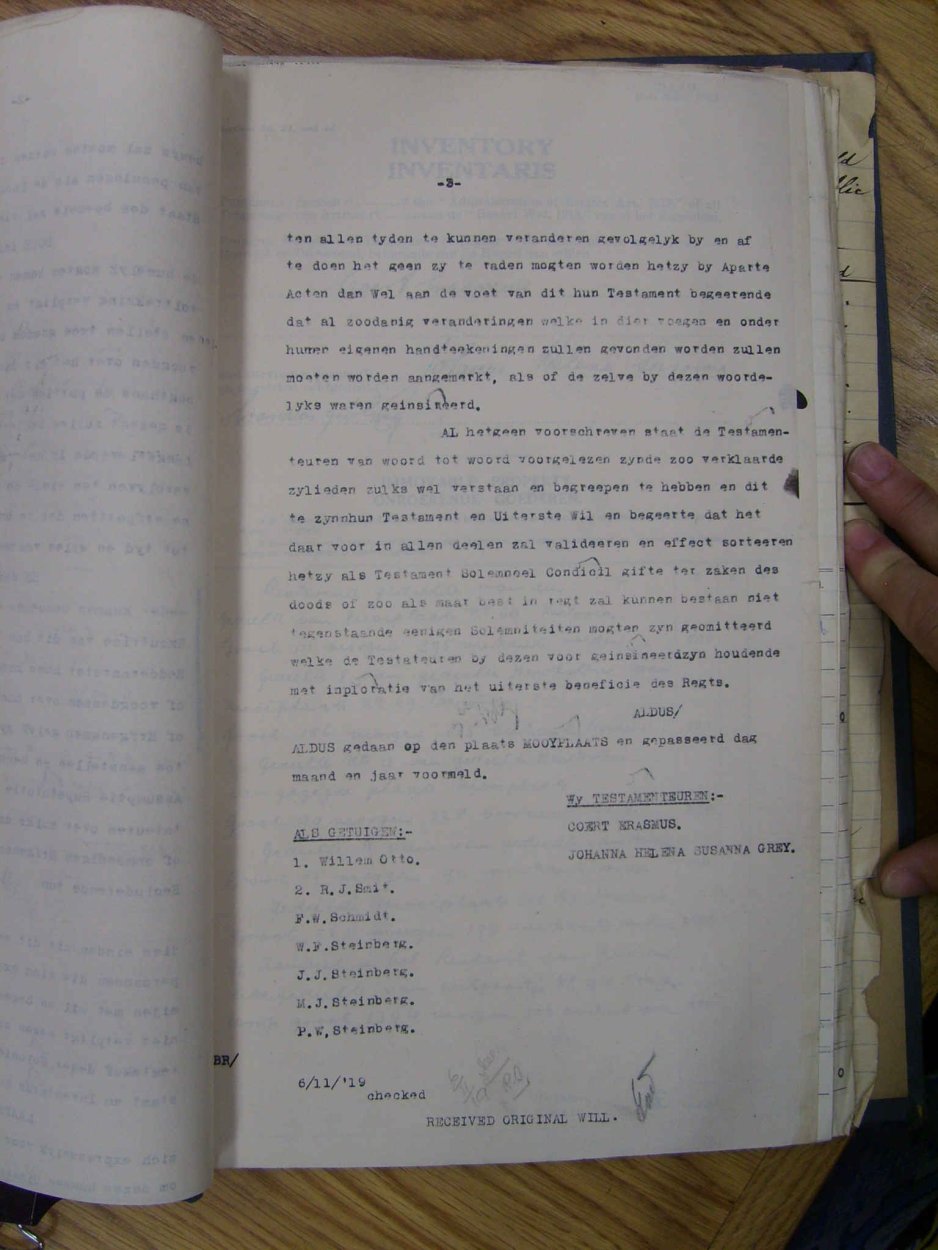 INVENTORY
INVENTARIS
-3-
ten allen tyden te kunnen veranderen gevolgelyk by en af
te doen het geen zy te raden mogten worden hetzy by Aparte
Acten dan Wel aan de voet van dit hun Testament begeerende
dat al zoodanig veranderingen welke in dier voegen en onder
hunner eigenen handteekeningen zullen gevonden worden zullen
moeten worden aangemerkt, als of de zelve by dezen woorde-
lyks waren geinsineerd.
AL hetgeen voorschreven staat de Testamen-
teuren van woord tot woord voorgelezen zynde zoo verklaarde
zylieden zulks wel verstaan en begreepen te hebben en dit
te zynnhun Testament en Uiterste Wil en begeerte dat het
daar voor in allen deelen zal valideeren en effect sorteeren
hetzy als Testament Solemneel Condicil gifte ter zaken des
doods of zoo als maar best in regt zal kunnen bestaan niet
tegenstaande eenigen Solemniteiten mogten zyn geomitteerd
welke de Testateuren by dezen voor geinsineerdzyn houdende
met inploratie van het uiterste beneficie des Regts.
ALDUS/
ALDUS gedaan op den plaats MOOYPLAATS en gepasseerd dag
maand en jaar voormeld.
Wy TESTAMENTEUREN:-
COERT ERASMUS.
JOHANNA HELENA SUSANNA GREY.
ALS GETUIGEN:-
1. Willem Otto.
2. R.J.Smit.
F.W.Schmidt.
W.F.Steinberg.
J.J.Steinberg.
M.J.Steinberg.
P.W.Steinberg.
BR/
6/11/'19
checked
RECEIVED ORIGINAL WILL.